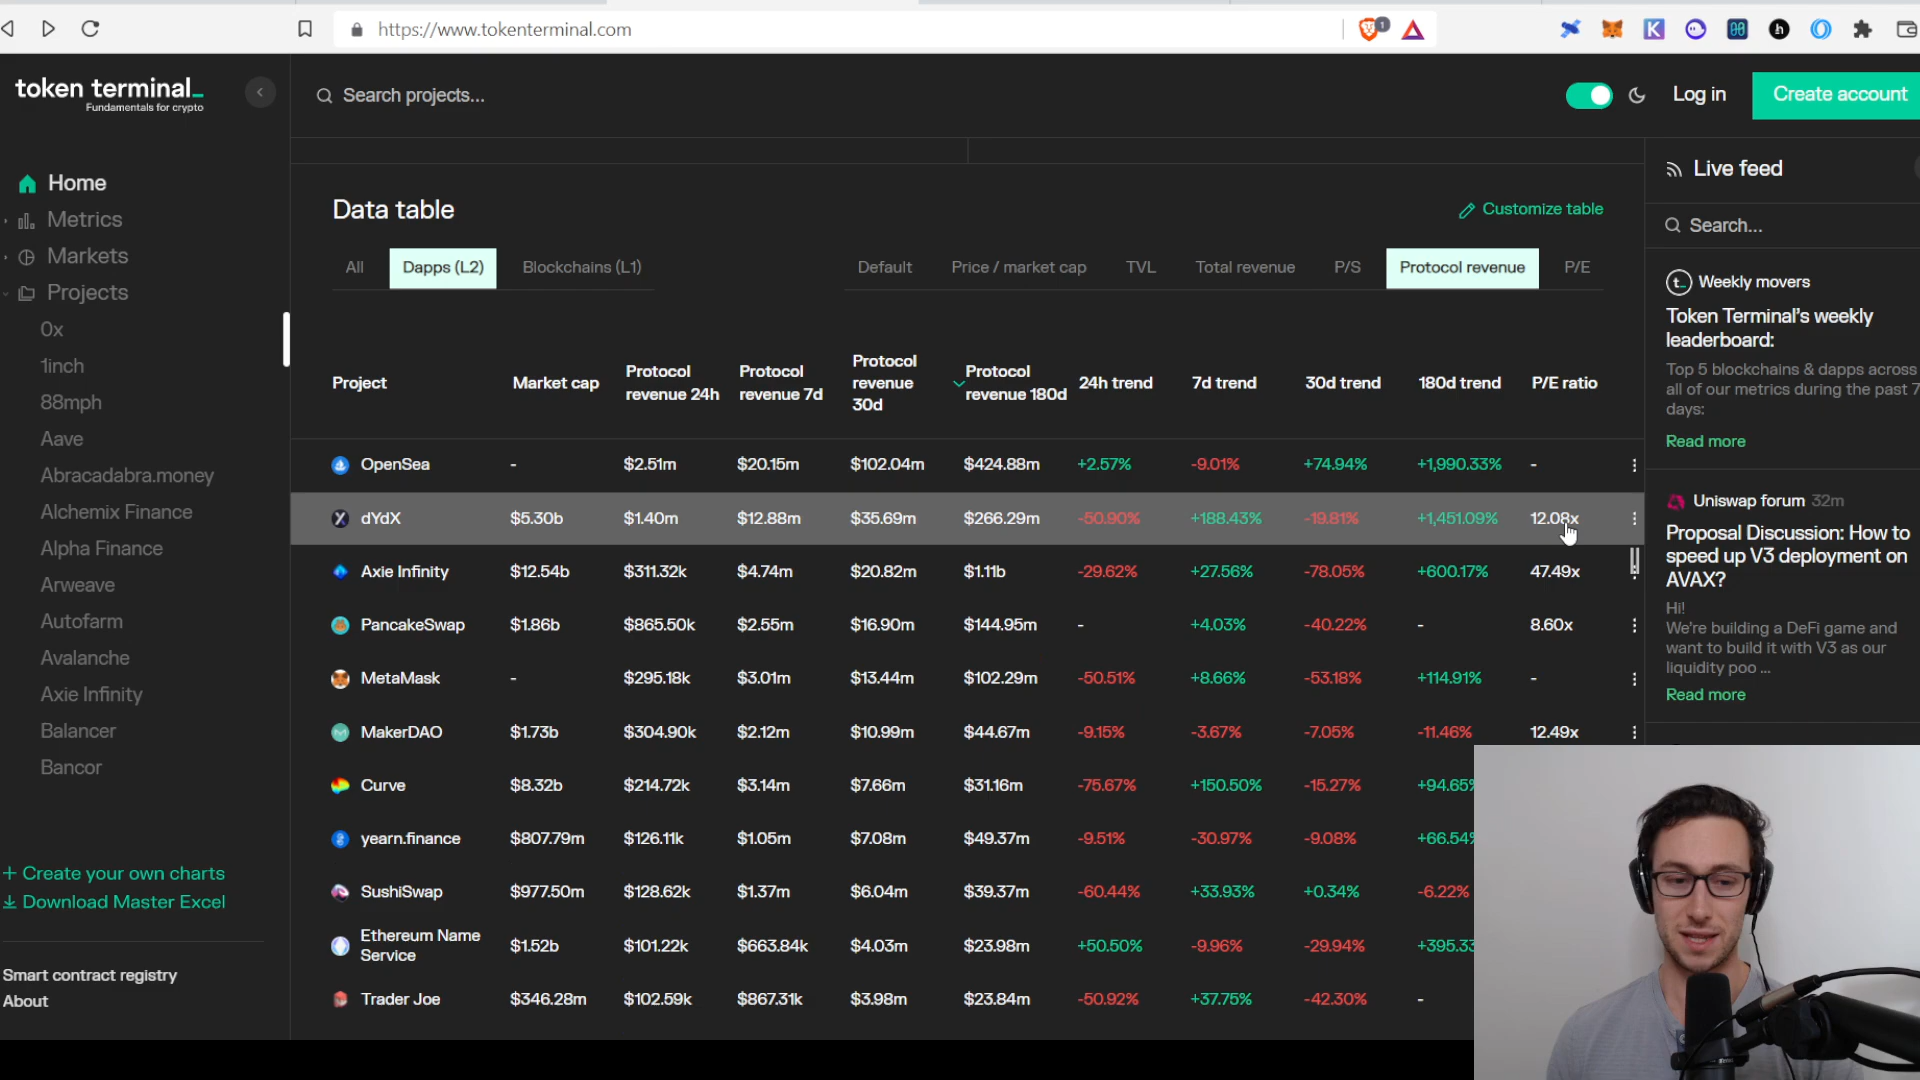 https://www.tokenterminal.com
1
token terminal_
Fundamentals for crypto
Search projects...
Log in
Create account
Home
Metrics
Markets
Projects
0x
1inch
88mph
Aave
Abracadabra.money
Alchemix Finance
Alpha Finance
Arweave
Autofarm
Avalanche
Axie Infinity
Balancer
Bancor
+ Create your own charts
Download Master Excel
Smart contract registry
About
Data table
Customize table
All Dapps (L2) Blockchains (L1)
Default Price / market cap TVL Total revenue P/S Protocol revenue P/E
Project Market cap Protocol revenue 24h Protocol revenue 7d Protocol revenue 30d Protocol revenue 180d 24h trend 7d trend 30d trend 180d trend P/E ratio
OpenSea - $2.51m $20.15m $102.04m $424.88m +2.57% -9.01% +74.94% +1,990.33% -
dYdX $5.30b $1.40m $12.88m $35.69m $266.29m -50.90% +188.43% -19.81% +1,451.09% 12.08x
Axie Infinity $12.54b $311.32k $4.74m $20.82m $1.11b -29.62% +27.56% -78.05% +600.17% 47.49x
PancakeSwap $1.86b $865.50k $2.55m $16.90m $144.95m - +4.03% -40.22% - 8.60x
MetaMask - $295.18k $3.01m $13.44m $102.29m -50.51% +8.66% -53.18% +114.91% -
MakerDAO $1.73b $304.90k $2.12m $10.99m $44.67m -9.15% -3.67% -7.05% -11.46% 12.49x
Curve $8.32b $214.72k $3.14m $7.66m $31.16m -75.67% +150.50% -15.27% +94.65%
yearn.finance $807.79m $126.11k $1.05m $7.08m $49.37m -9.51% -30.97% -9.08% +66.54%
SushiSwap $977.50m $128.62k $1.37m $6.04m $39.37m -60.44% +33.93% +0.34% -6.22%
Ethereum Name Service $1.52b $101.22k $663.84k $4.03m $23.98m +50.50% -9.96% -29.94% +395.33
Trader Joe $346.28m $102.59k $867.31k $3.98m $23.84m -50.92% +37.75% -42.30% -
Live feed
Search...
t_ Weekly movers
Token Terminal's weekly
leaderboard:
Top 5 blockchains & dapps across
all of our metrics during the past 7
days:
Read more
Uniswap forum 32m
Proposal Discussion: How to
speed up V3 deployment on
AVAX?
Hi!
We're building a DeFi game and
want to build it with V3 as our
liquidity poo ...
Read more